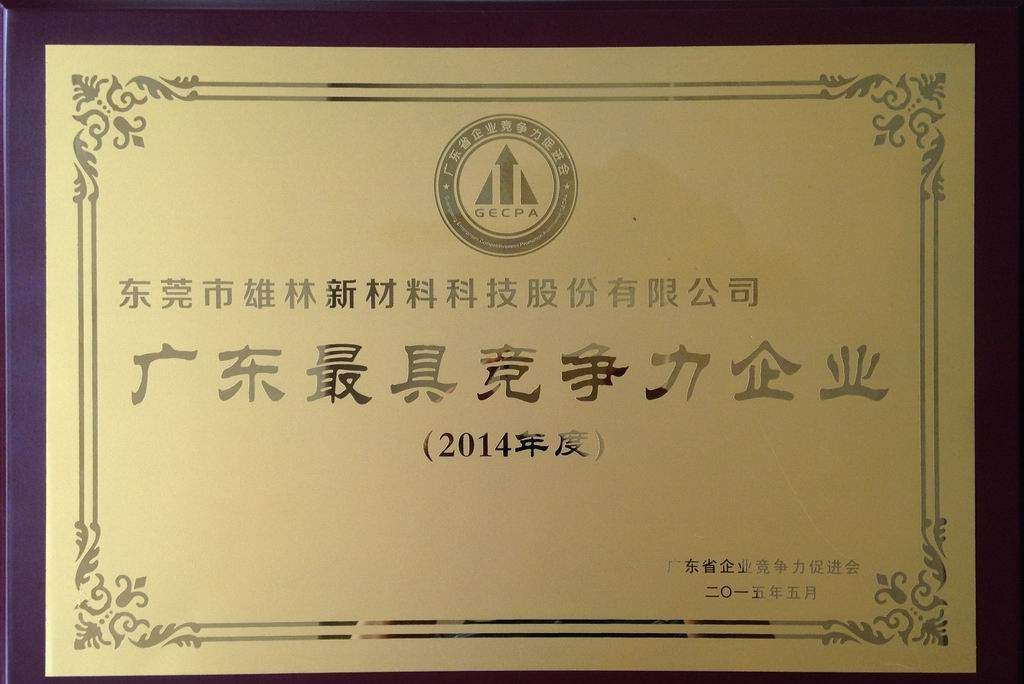 广东省企业竞争力促进会
GECPA
东莞市雄林新材料科技股份有限公司
广东最具竞争力企业
(2014年度)
广东省企业竞争力促进会
二〇一五年五月